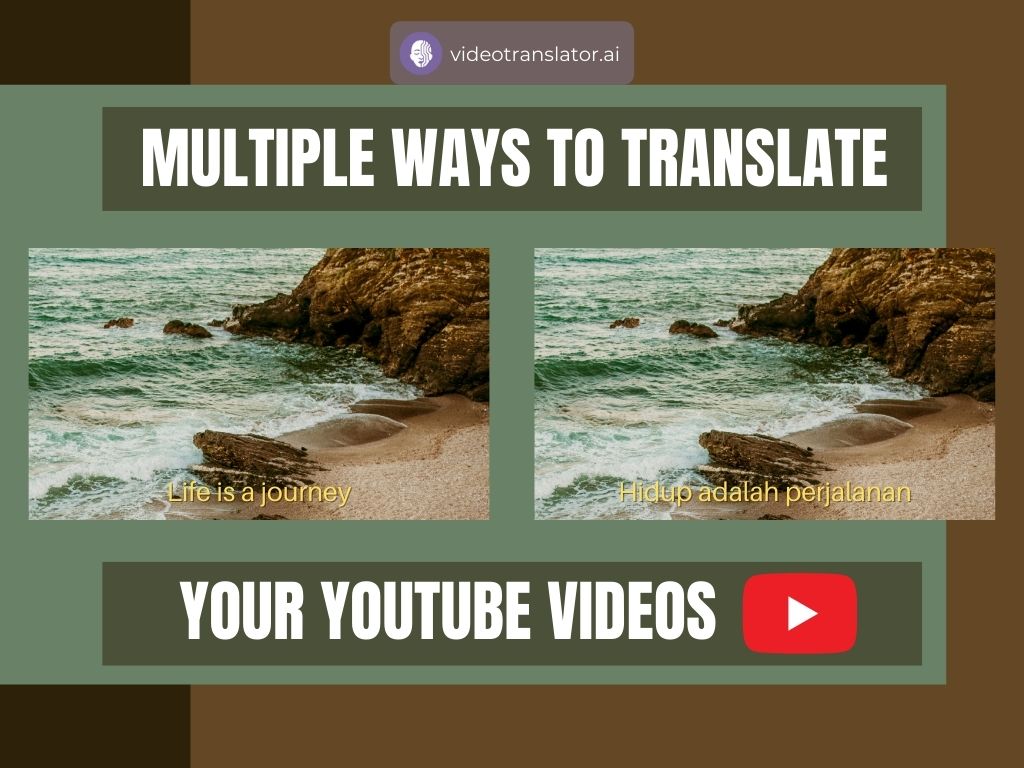 videotranslator.ai
MULTIPLE WAYS TO TRANSLATE
Life is a journey
Hidup adalah perjalanan
YOUR YOUTUBE VIDEOS